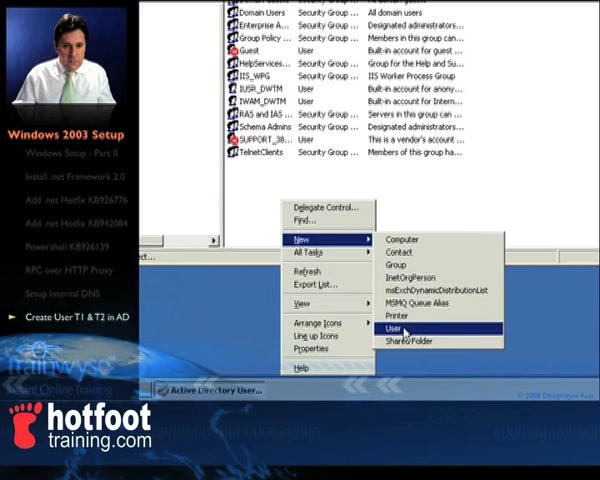 Windows 2003 Setup
Windows Setup - Part II
Install .net Framework 2.0
Add .net Hotfix KB926776
Add .net Hotfix KB942084
Powershell KB926139
RPC over HTTP Proxy
Setup Internal DNS
Create User T1 & T2 in AD
Trainwyse
Instant Online Training
Domain Users Security Group ... All domain users
Enterprise A... Security Group ... Designated administrators...
Group Policy ... Security Group ... Members in this group can...
Guest User Built-in account for guest ...
HelpServices... Security Group ... Group for the Help and Su...
IIS_WPG Security Group ... IIS Worker Process Group
IUSR_DWTM User Built-in account for anony...
IWAM_DWTM User Built-in account for Intern...
RAS and IAS ... Security Group ... Servers in this group can ...
Schema Admins Security Group ... Designated administrators...
SUPPORT_38... User This is a vendor's account ...
TelnetClients Security Group ... Members of this group ha...
Delegate Control...
Find...
New
All Tasks
Refresh
Export List...
View
Arrange Icons
Line up Icons
Properties
Help
Computer
Contact
Group
InetOrgPerson
msExchDynamicDistributionList
MSMQ Queue Alias
Printer
User
Shared Folder
ect...
Active Directory User...
hotfoot
training.com